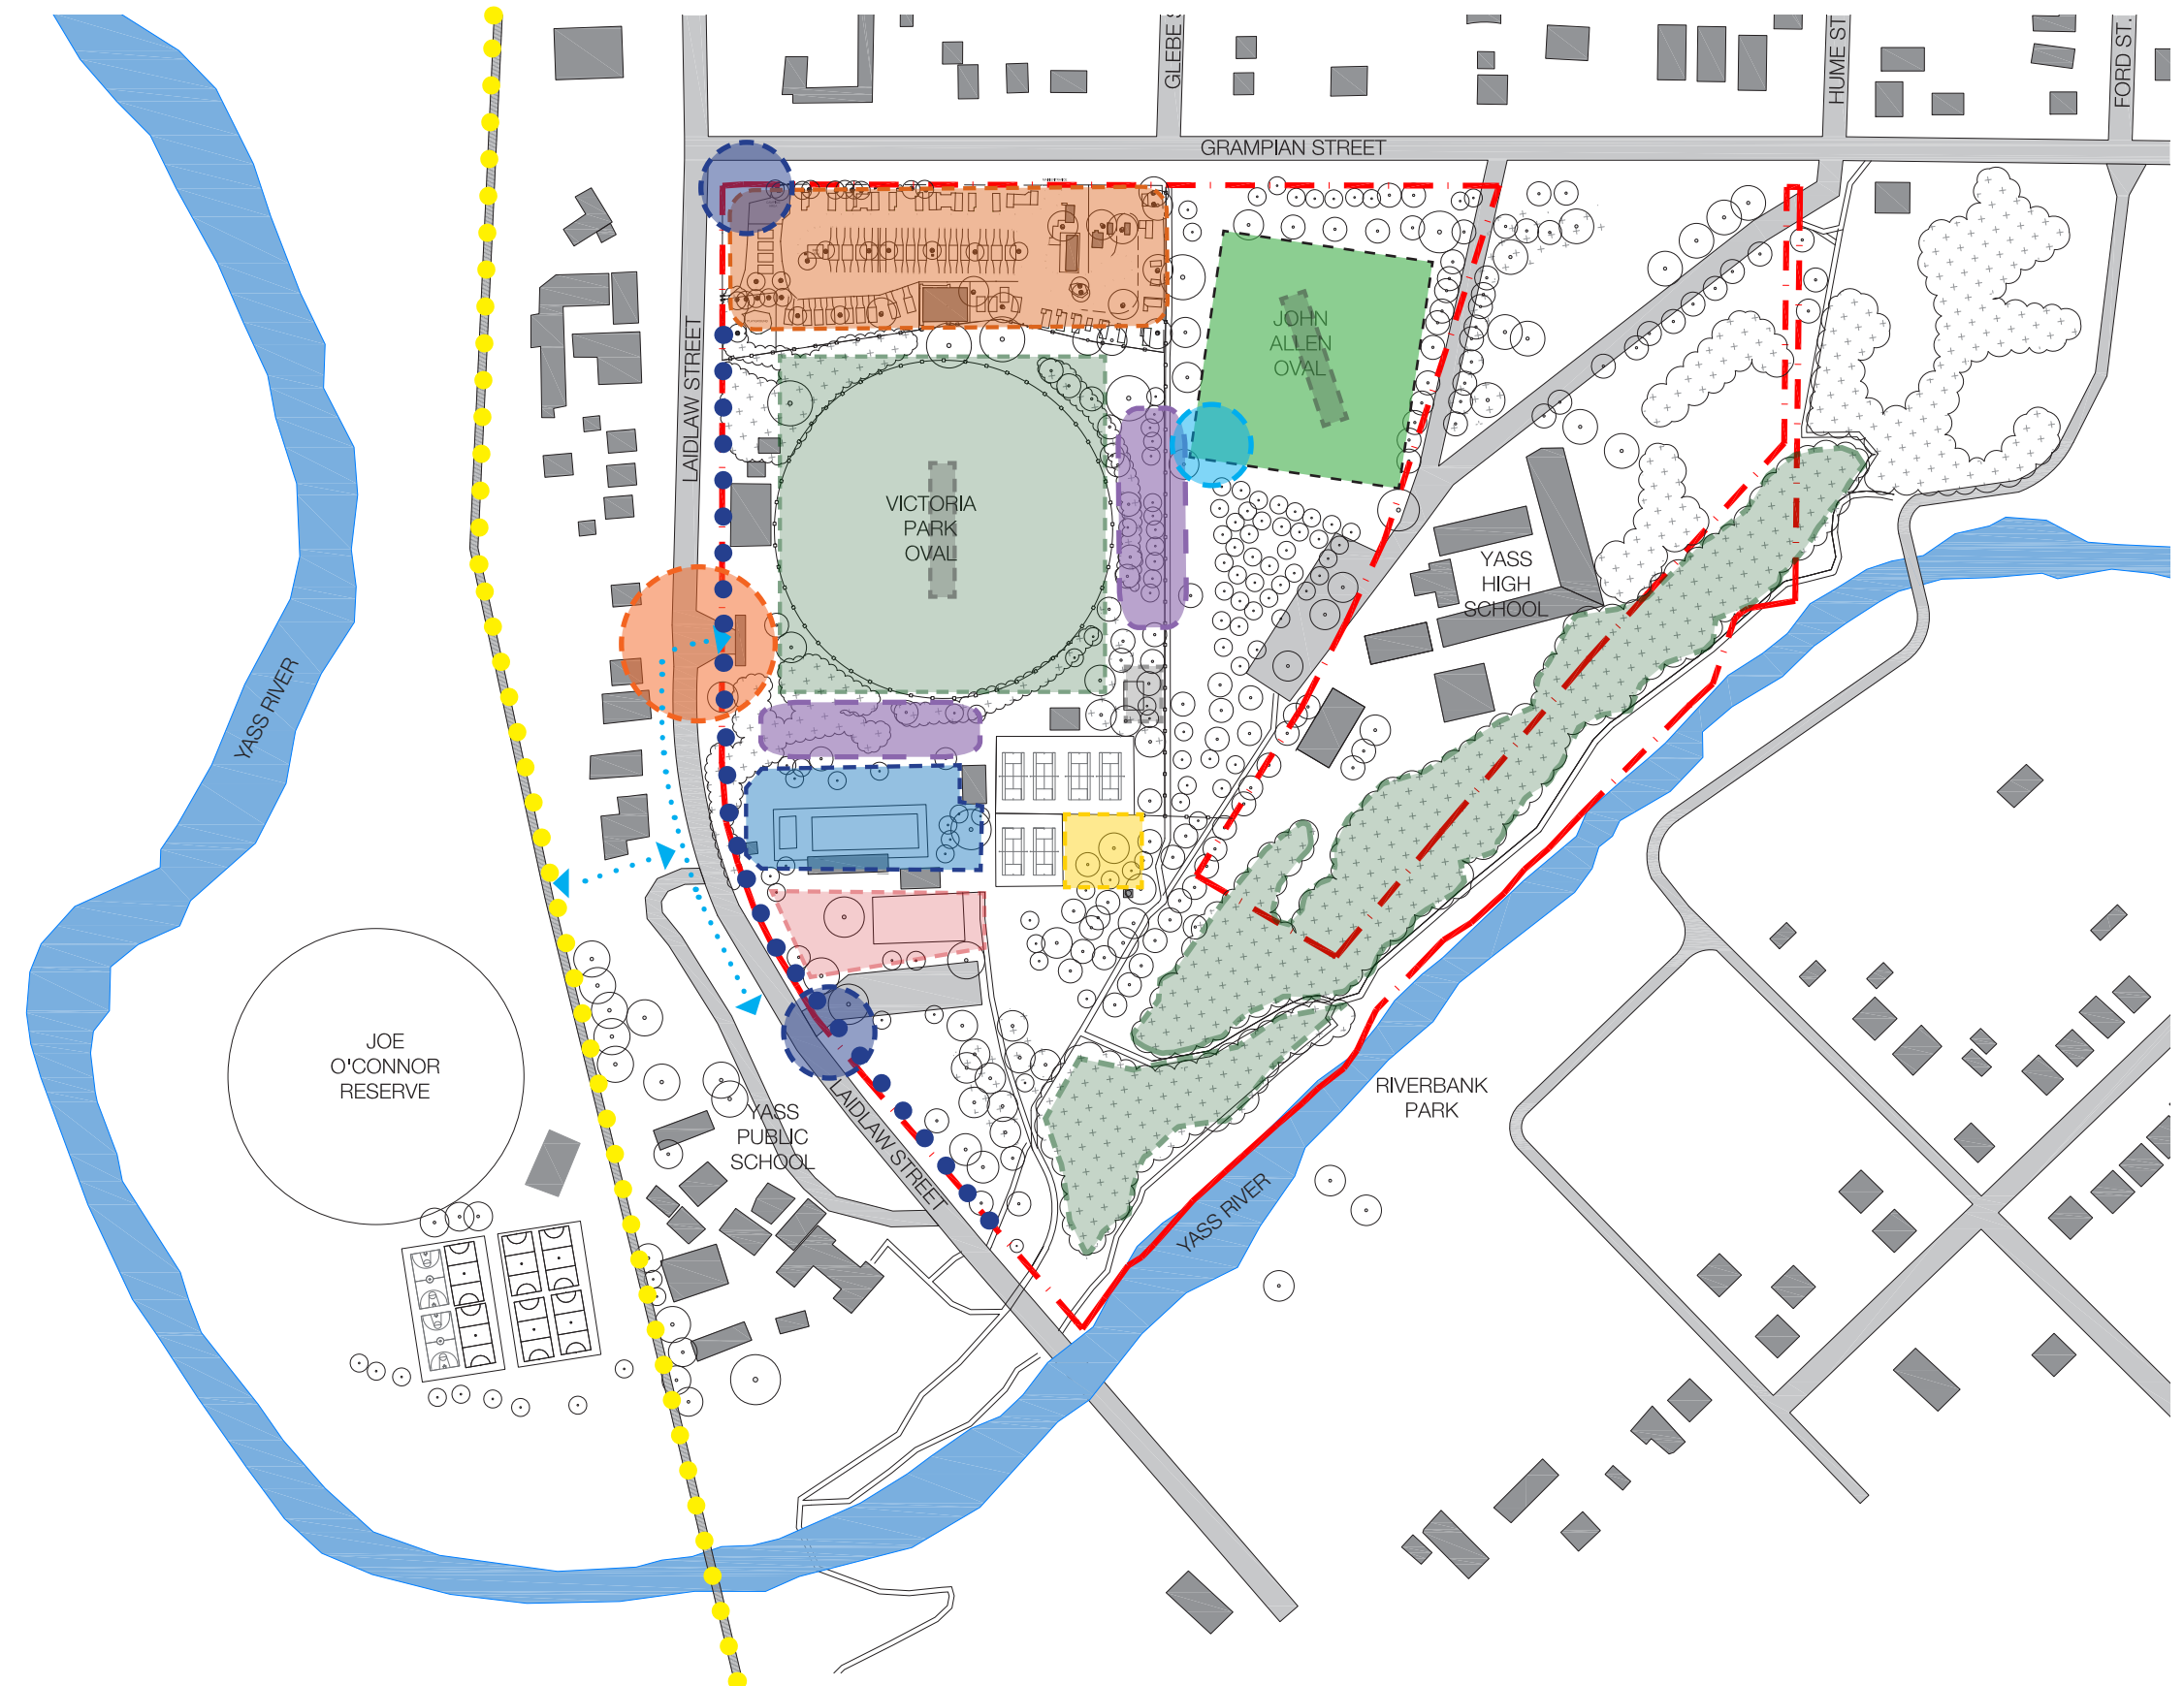 GLEBE S
HUME ST
FORD ST.
GRAMPIAN STREET
LAIDLAW STREET
JOHN
ALLEN
OVAL
VICTORIA
PARK
OVAL
YASS
HIGH
SCHOOL
YASS RIVER
JOE
O'CONNOR
RESERVE
RIVERBANK
PARK
YASS
PUBLIC
SCHOOL
LAIDLAW STREET
YASS RIVER